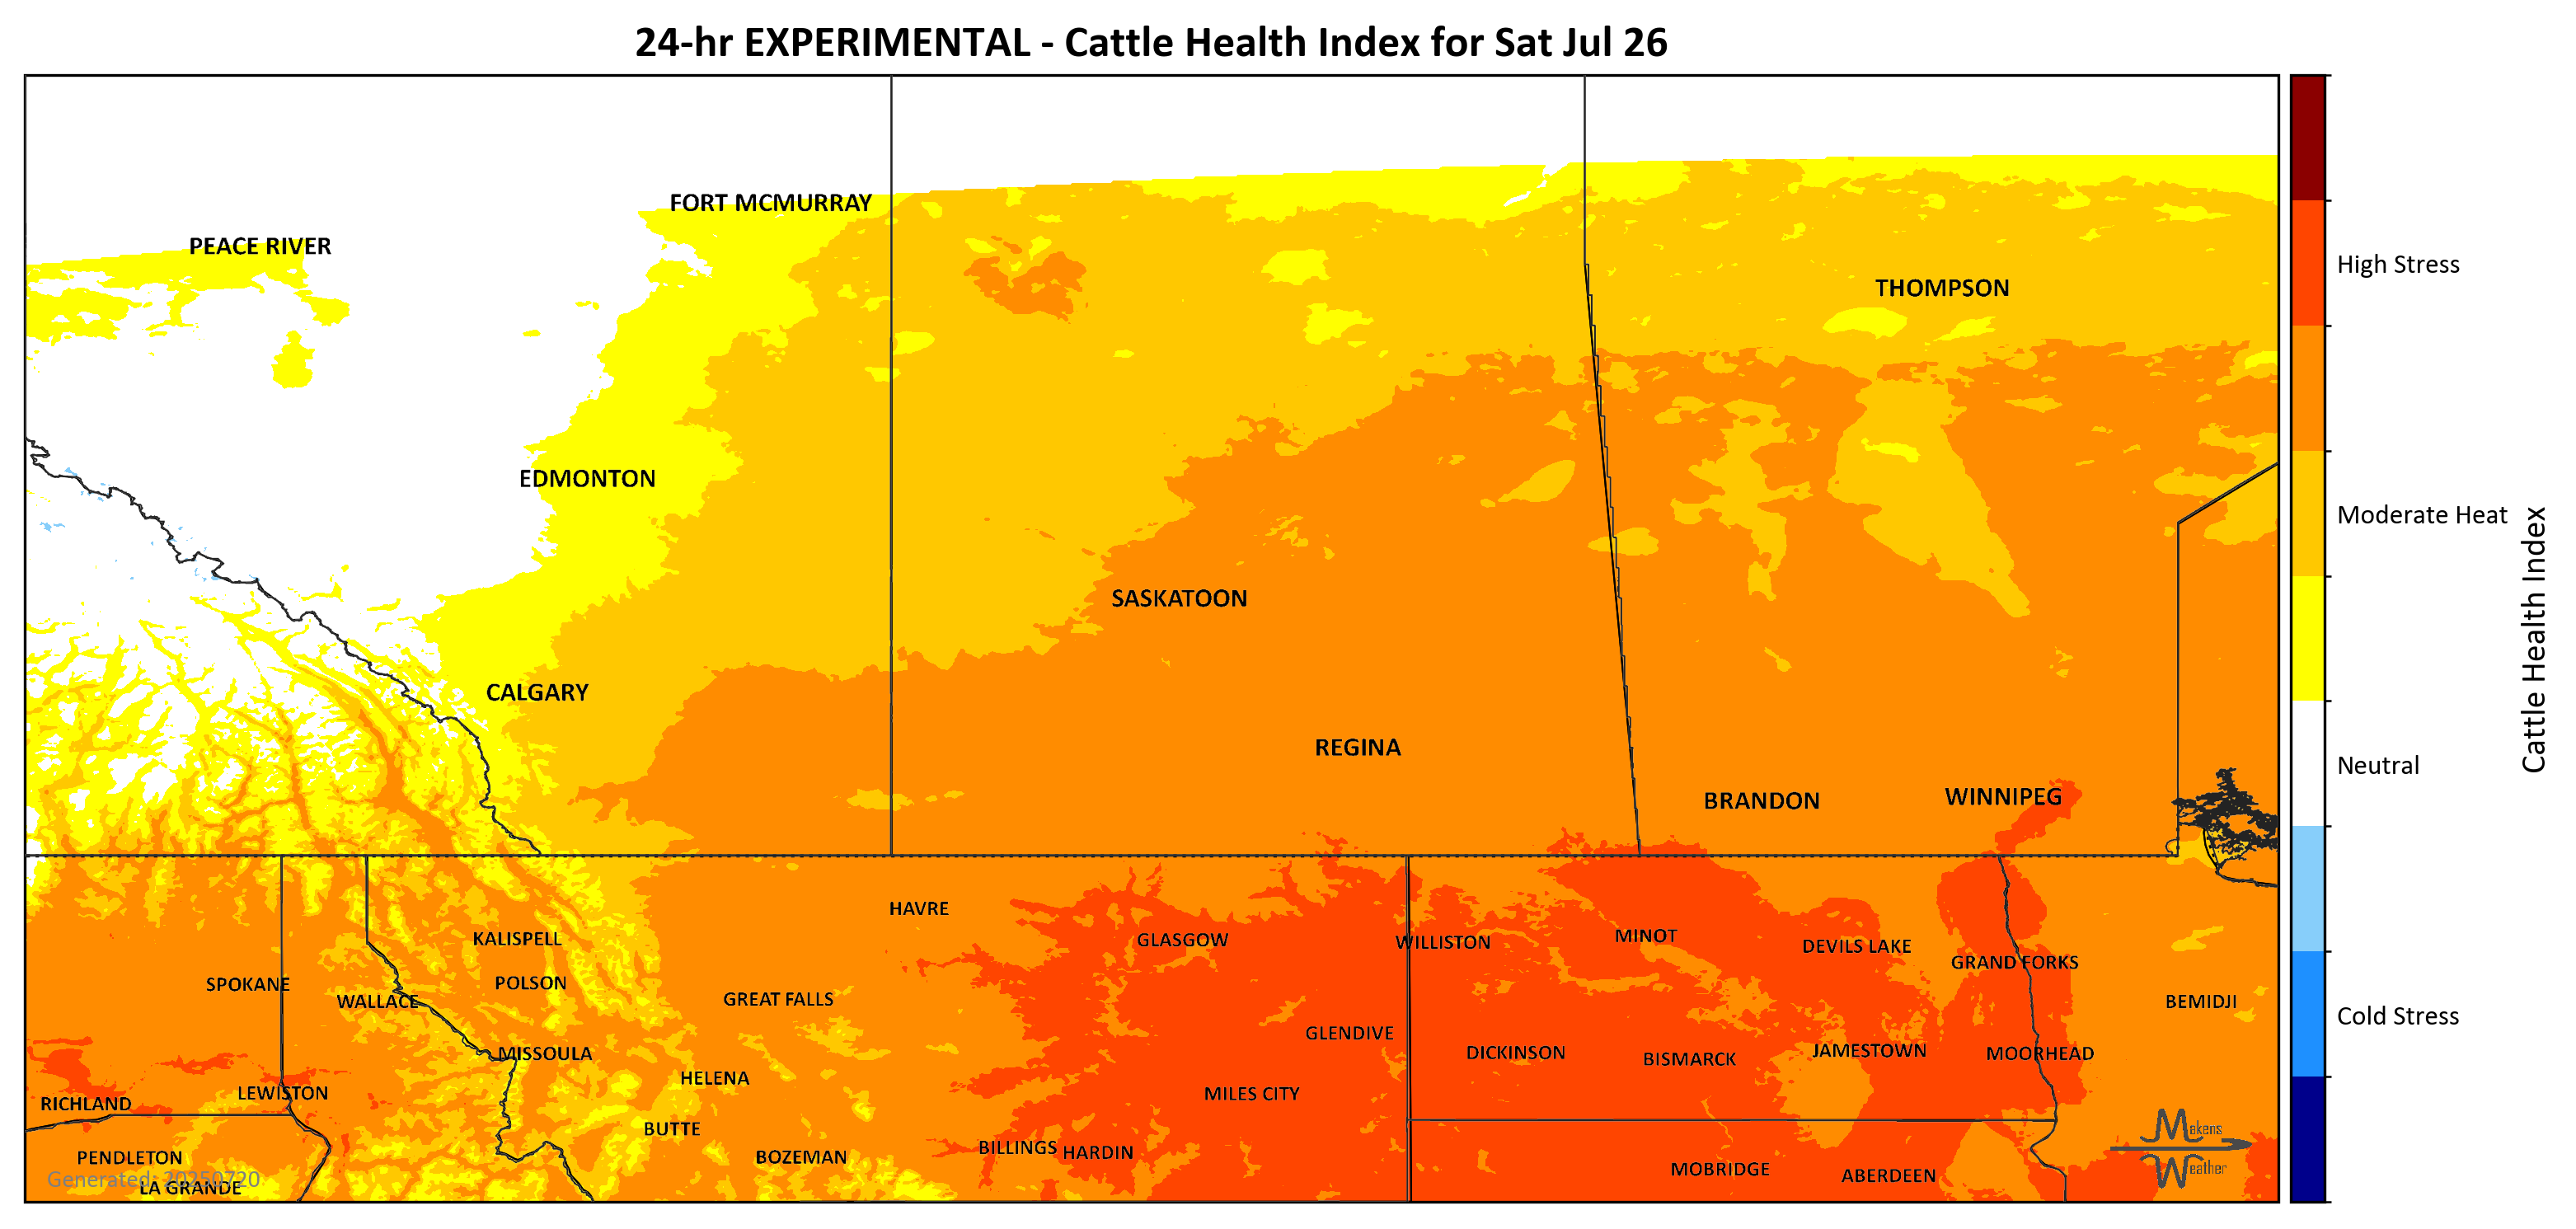 24-hr EXPERIMENTAL - Cattle Health Index for Sat Jul 26
FORT MCMURRAY
PEACE RIVER
THOMPSON
High Stress
EDMONTON
Moderate Heat
SASKATOON
CALGARY
REGINA
Cattle Health Index
Neutral
BRANDON
WINNIPEG
HAVRE
KALISPELL
GLASGOW
WILLISTON
MINOT
DEVILS LAKE
GRAND FORKS
SPOKANE
POLSON
WALLACE
GREAT FALLS
BEMIDJI
Cold Stress
GLENDIVE
MISSOULA
DICKINSON
BISMARCK
JAMESTOWN
MOORHEAD
HELENA
LEWISTON
MILES CITY
RICHLAND
BUTTE
BILLINGS
HARDIN
Makens
Weather
PENDLETON
BOZEMAN
MOBRIDGE
ABERDEEN
Generated: 20250720
LA GRANDE